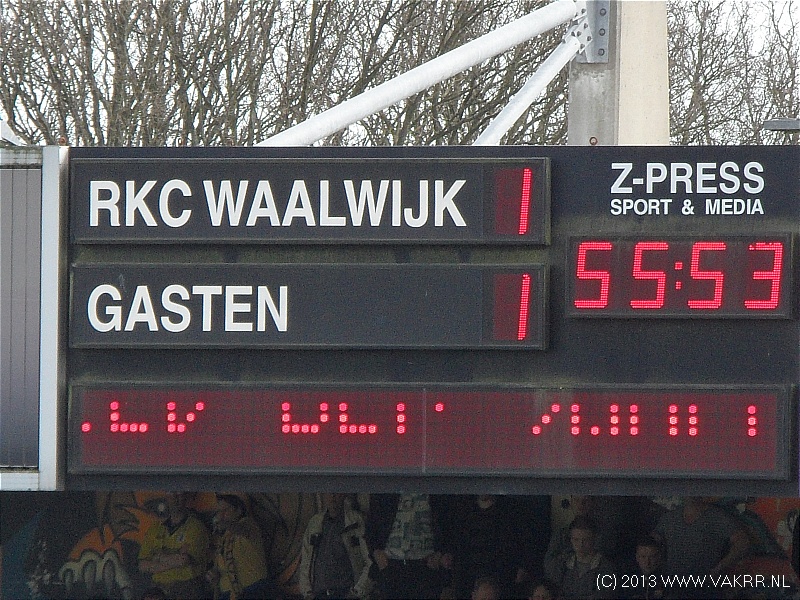 RKC WAALWIJK 1
Z-PRESS
SPORT & MEDIA
GASTEN 1
55:53
(C) 2013 WWW.VAKRR.NL